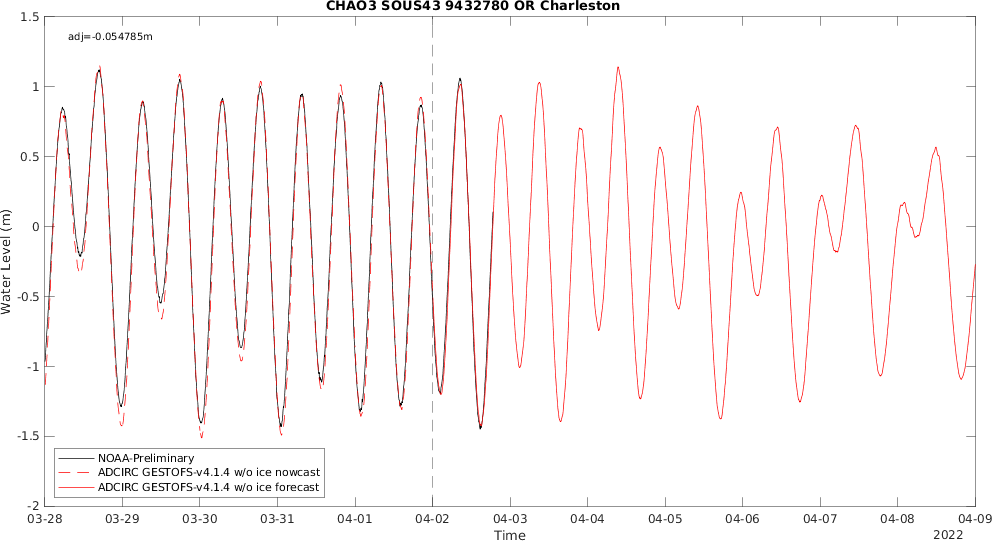 CHAO3 SOUS43 9432780 OR Charleston
adj=-0.054785m
1.5
1
0.5
0
-0.5
-1
-1.5
-2
Water Level (m)
NOAA-Preliminary
ADCIRC GESTOFS-v4.1.4 w/o ice nowcast
ADCIRC GESTOFS-v4.1.4 w/o ice forecast
03-28 03-29 03-30 03-31 04-01 04-02 04-03 04-04 04-05 04-06 04-07 04-08 04-09
Time
2022